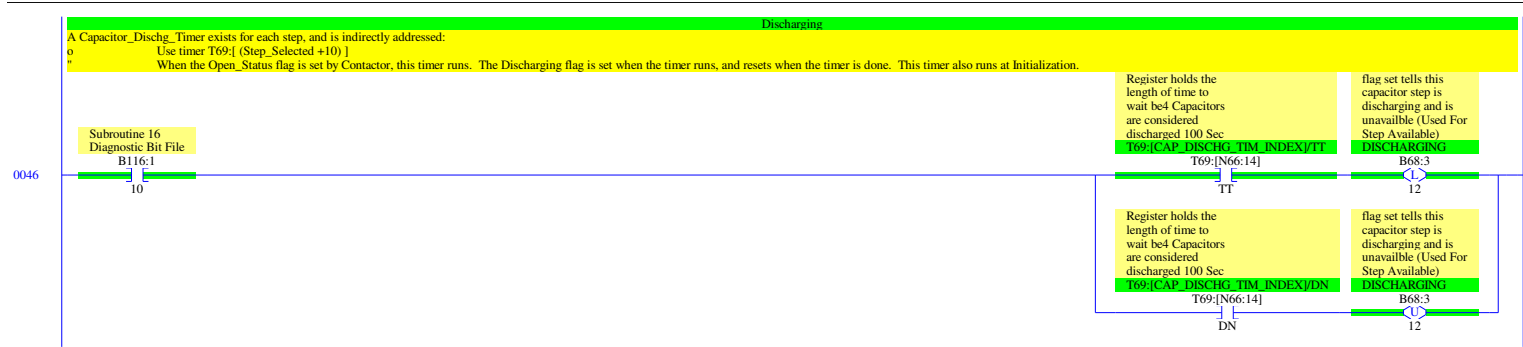 Discharging
A Capacitor_Dischg_Timer exists for each step, and is indirectly addressed:
o Use timer T69:[ (Step_Selected +10) ]
" When the Open_Status flag is set by Contactor, this timer runs. The Discharging flag is set when the timer runs, and resets when the timer is done. This timer also runs at Initialization.
Subroutine 16
Diagnostic Bit File
B116:1
10
0046
Register holds the
length of time to
wait be4 Capacitors
are considered
discharged 100 Sec
T69:[CAP_DISCHG_TIM_INDEX]/TT
T69:[N66:14]
TT
flag set tells this
capacitor step is
discharging and is
unavailble (Used For
Step Available)
DISCHARGING
B68:3
L
12
Register holds the
length of time to
wait be4 Capacitors
are considered
discharged 100 Sec
T69:[CAP_DISCHG_TIM_INDEX]/DN
T69:[N66:14]
DN
flag set tells this
capacitor step is
discharging and is
unavailble (Used For
Step Available)
DISCHARGING
B68:3
U
12